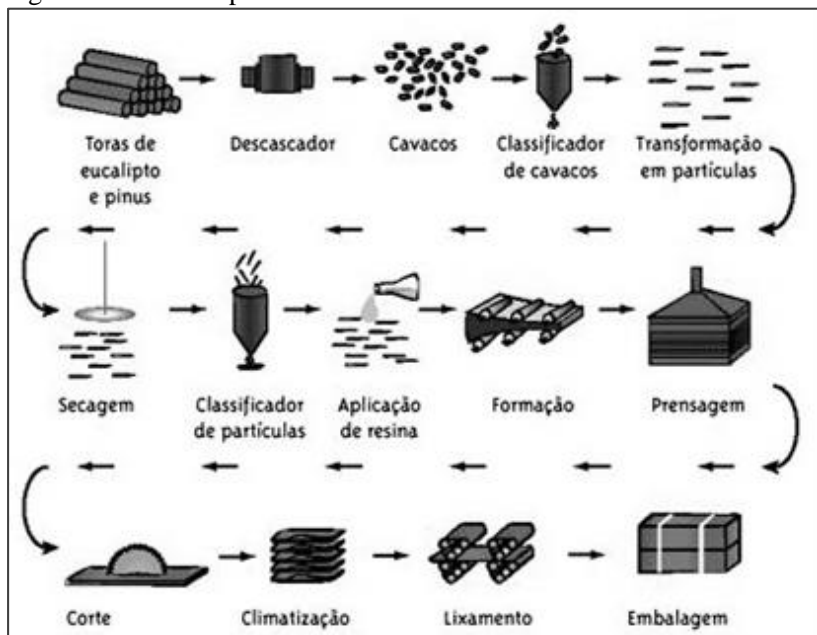 Toras de
eucalipto
e pinus
Descascador
Cavacos
Classificador
de cavacos
Transformação
em partículas
Secagem
Classificador
de partículas
Aplicação
de resina
Formação
Prensagem
Corte
Climatização
Lixamento
Embalagem